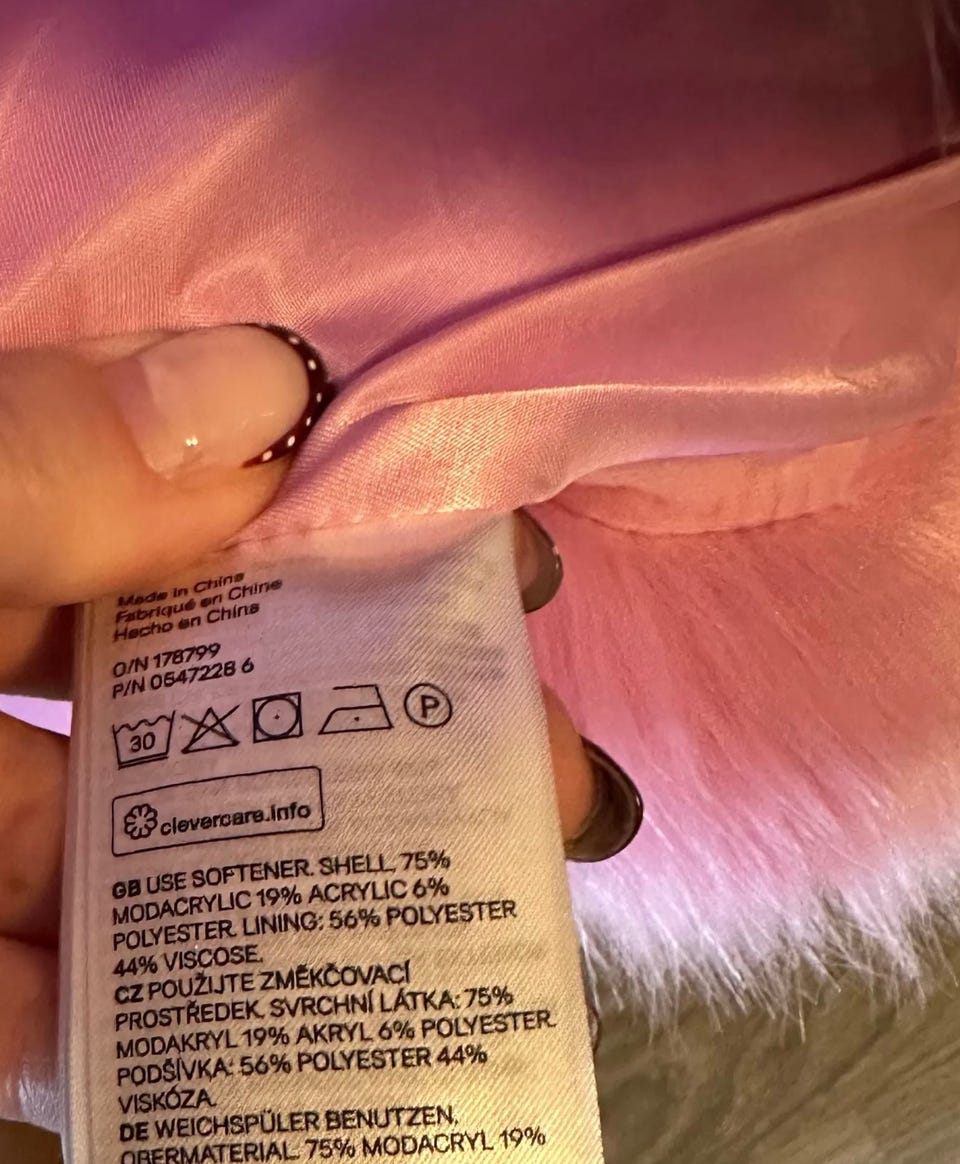 Made in China
Fabriqué en Chine
Hecho en China
O/N 178799
P/N 0547228 6
30
P
clevercare.info
GB USE SOFTENER. SHELL, 75%
MODACRYLIC 19% ACRYLIC 6%
POLYESTER. LINING: 56% POLYESTER
44% VISCOSE.
CZ POUŽIJTE ZMĚKČOVACÍ
PROSTŘEDEK. SVRCHNÍ LÁTKA: 75%
MODAKRYL 19% AKRYL 6% POLYESTER.
PODŠÍVKA: 56% POLYESTER 44%
VISKÓZA.
DE WEICHSPÜLER BENUTZEN.
OBERMATERIAL. 75% MODACRYL 19%